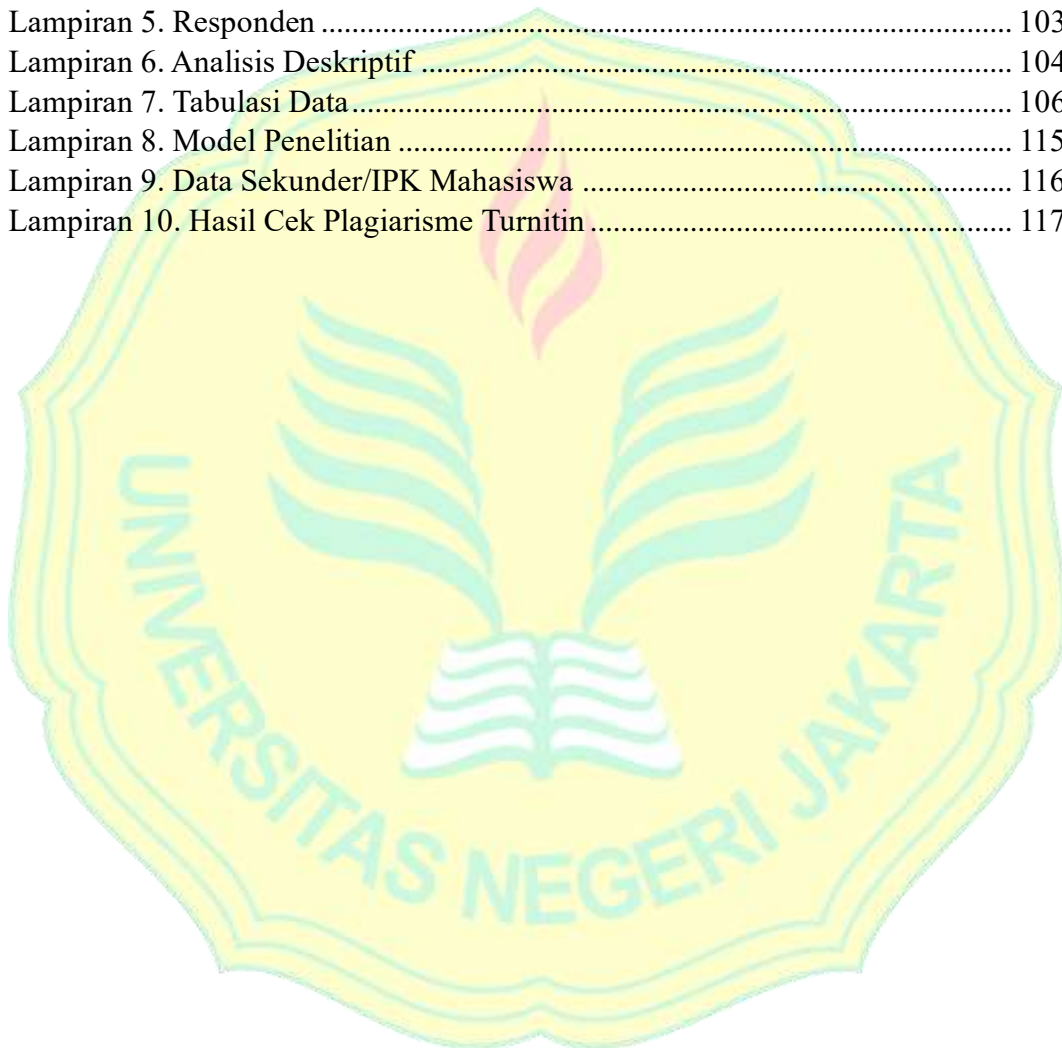 Lampiran 5. Responden ........................................................................................................ 103
Lampiran 6. Analisis Deskriptif ......................................................................................... 104
Lampiran 7. Tabulasi Data ................................................................................................... 106
Lampiran 8. Model Penelitian ............................................................................................. 115
Lampiran 9. Data Sekunder/IPK Mahasiswa .................................................................. 116
Lampiran 10. Hasil Cek Plagiarisme Turnitin ................................................................ 117
UNIVERSITAS NEGERI JAKARTA